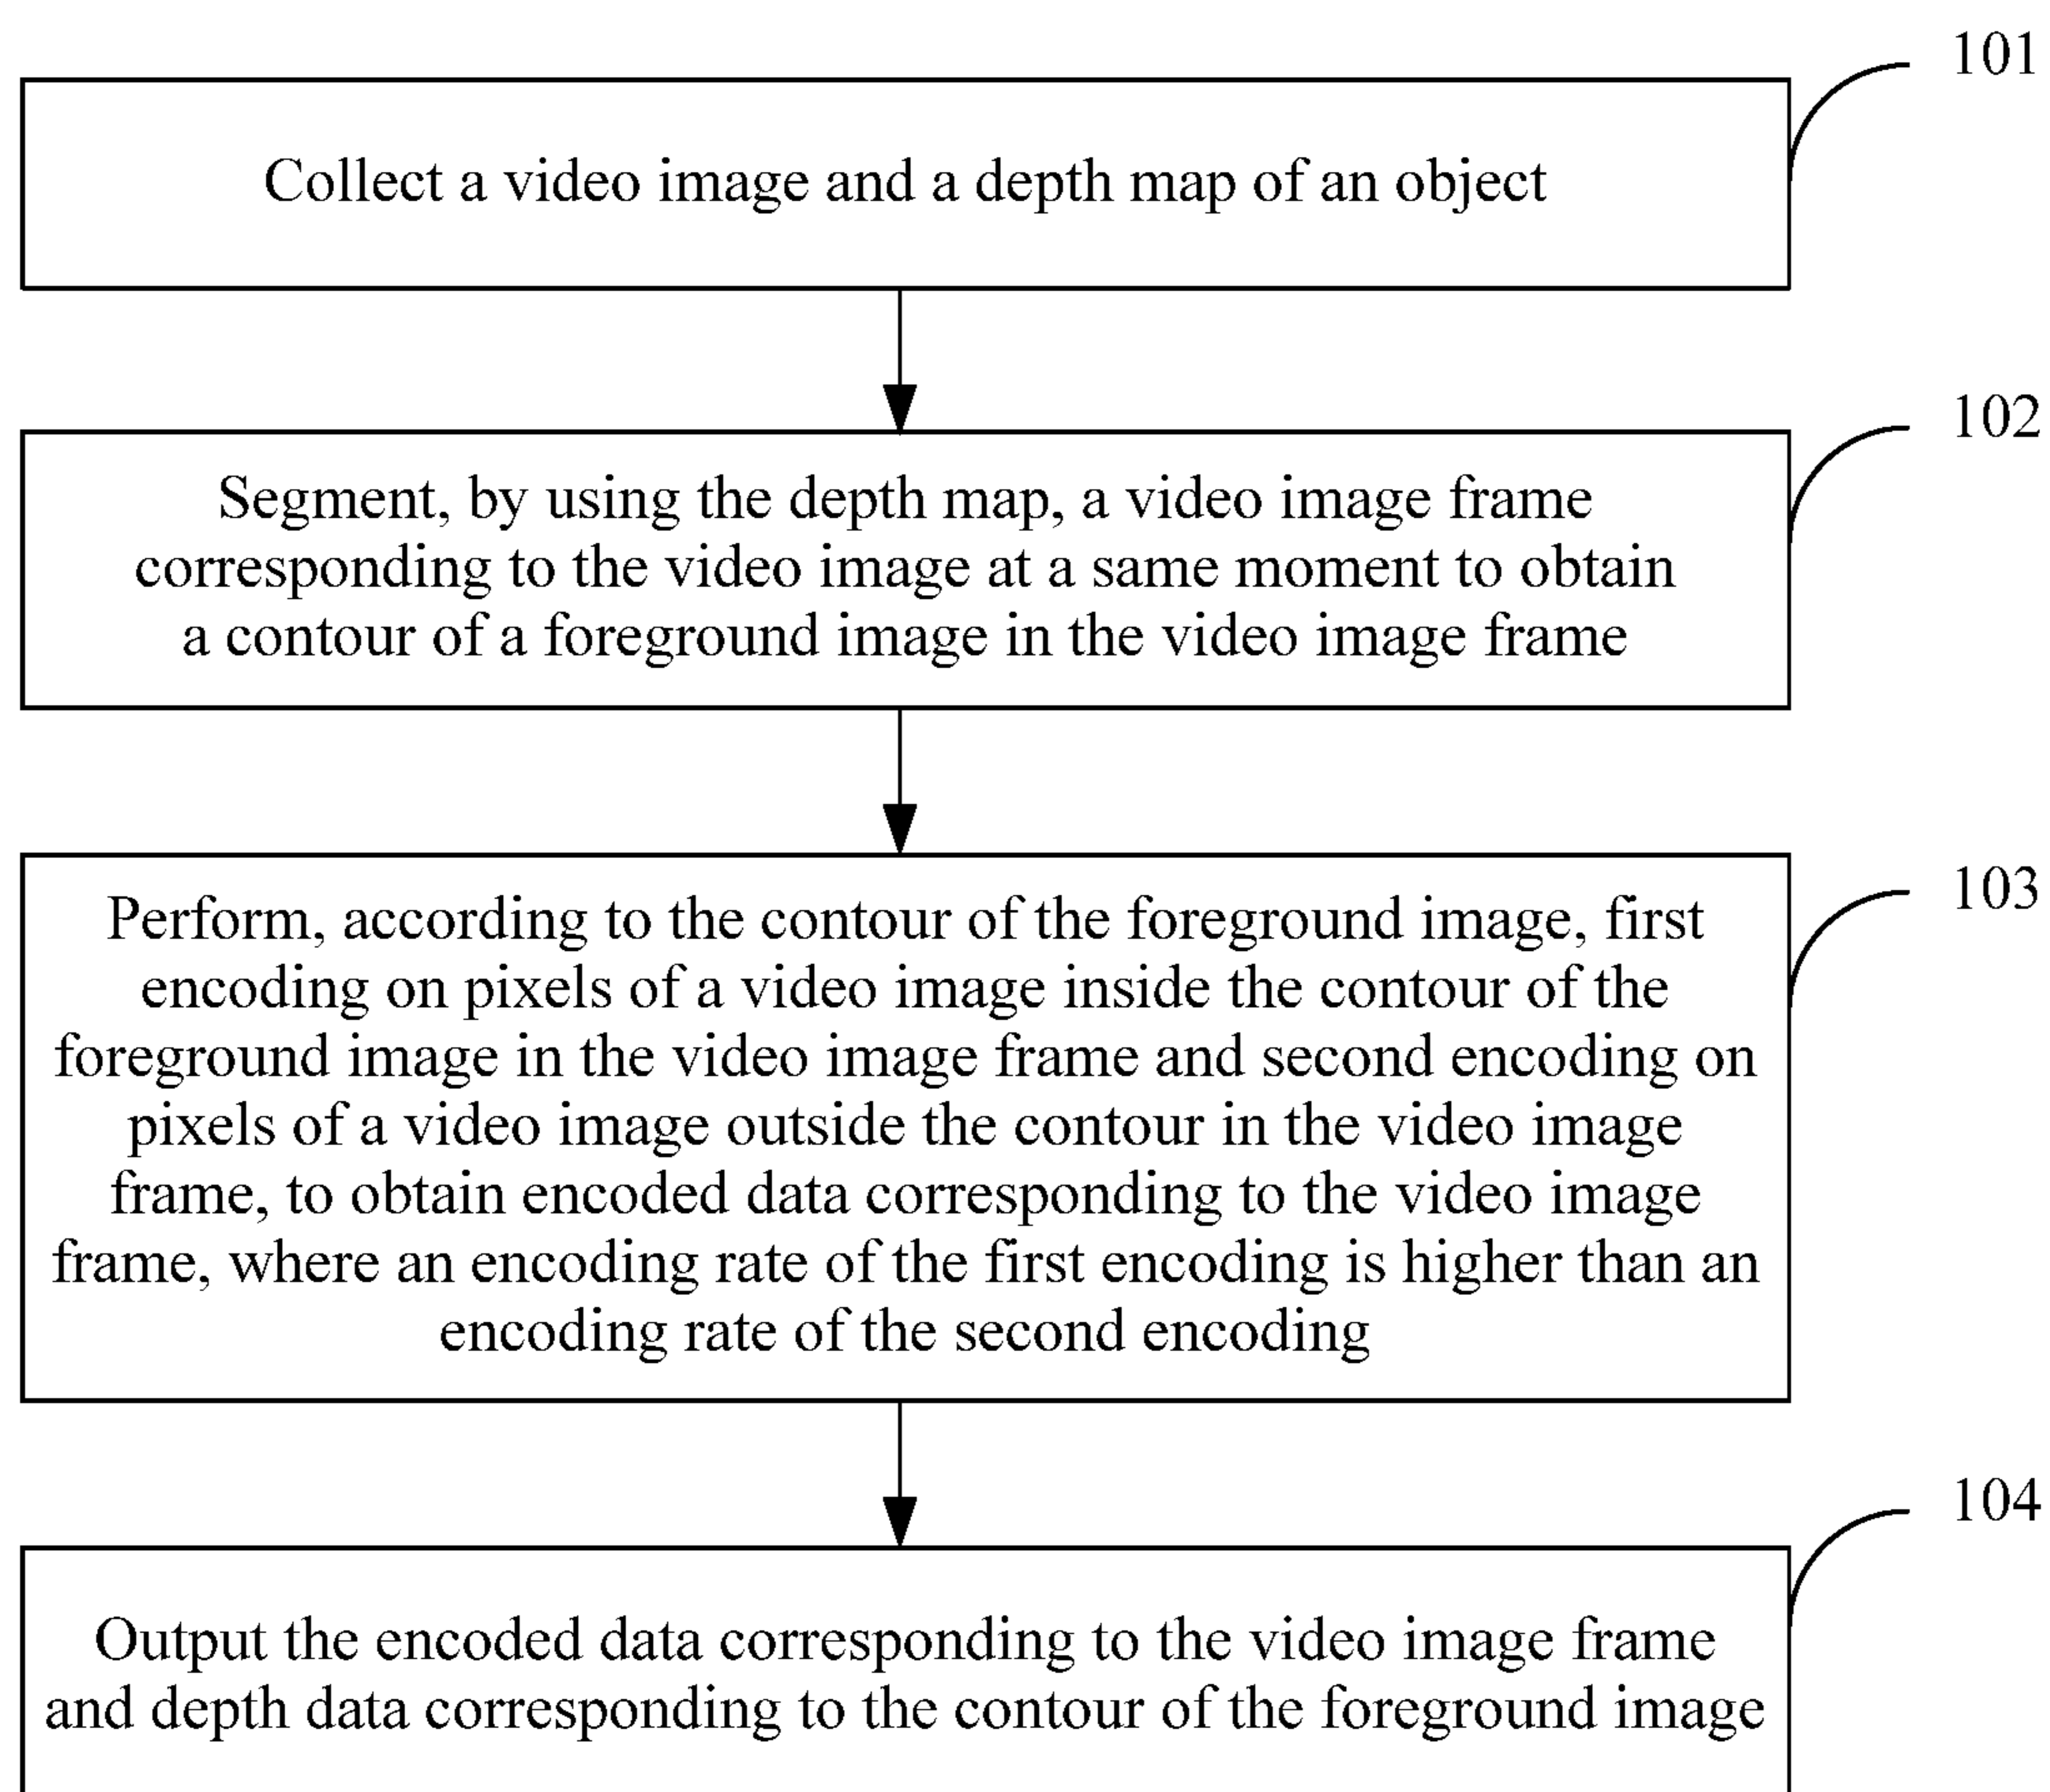 101
Collect a video image and a depth map of an object
102
Segment, by using the depth map, a video image frame
corresponding to the video image at a same moment to obtain
a contour of a foreground image in the video image frame
103
Perform, according to the contour of the foreground image, first
encoding on pixels of a video image inside the contour of the
foreground image in the video image frame and second encoding on
pixels of a video image outside the contour in the video image
frame, to obtain encoded data corresponding to the video image
frame, where an encoding rate of the first encoding is higher than an
encoding rate of the second encoding
104
Output the encoded data corresponding to the video image frame
and depth data corresponding to the contour of the foreground image